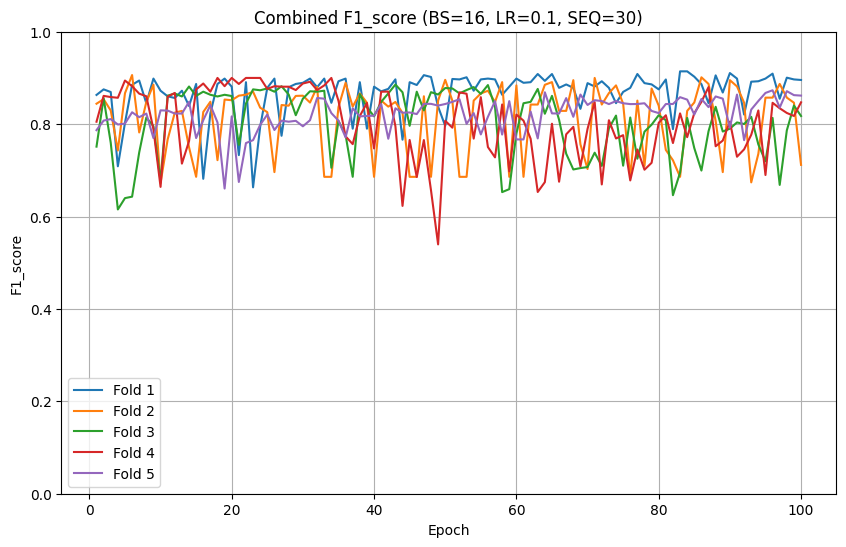 Combined F1_score (BS=16, LR=0.1, SEQ=30)
1.0
0.8
0.6
0.4
0.2
0.0
F1_score
Fold 1
Fold 2
Fold 3
Fold 4
Fold 5
0 20 40 60 80 100
Epoch